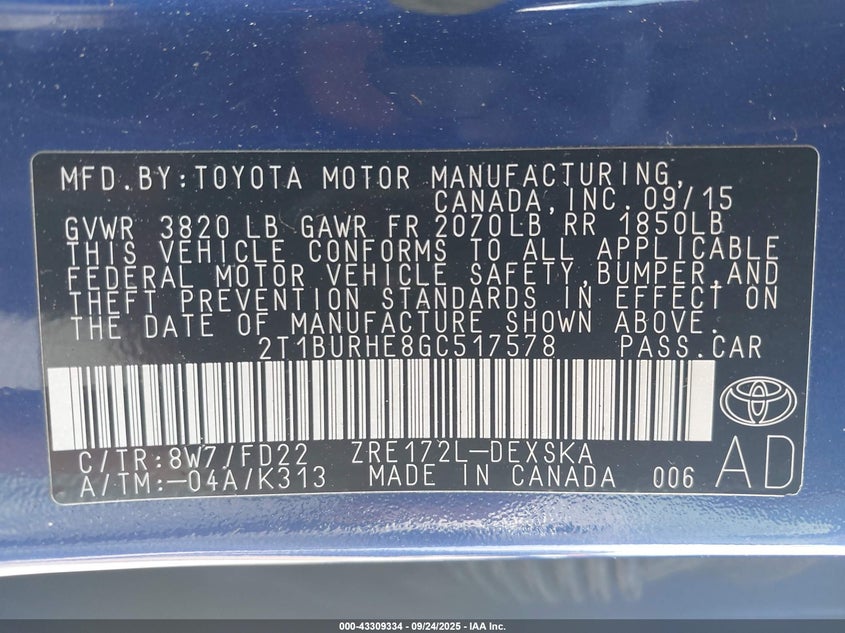 MFD.BY:TOYOTA MOTOR MANUFACTURING,
CANADA,INC.09/15
GVWR 3820 LB GAWR FR 2070LB RR 1850LB
THIS VEHICLE CONFORMS TO ALL APPLICABLE
FEDERAL MOTOR VEHICLE SAFETY,BUMPER,AND
THEFT PREVENTION STANDARDS IN EFFECT ON
THE DATE OF MANUFACTURE SHOWN ABOVE.
2T1BURHE8GC517578 PASS.CAR
C/TR:8W7/FD22 ZRE172L-DEXSKA
A/TM:-04A/K313 MADE IN CANADA 006 AD
000-43309334 - 09/24/2025 - IAA Inc.